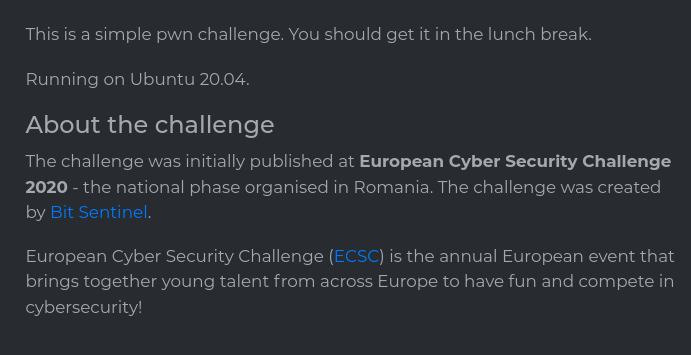 This is a simple pwn challenge. You should get it in the lunch break.
Running on Ubuntu 20.04.
About the challenge
The challenge was initially published at European Cyber Security Challenge
2020 - the national phase organised in Romania. The challenge was created
by Bit Sentinel.
European Cyber Security Challenge (ECSC) is the annual European event that
brings together young talent from across Europe to have fun and compete in
cybersecurity!